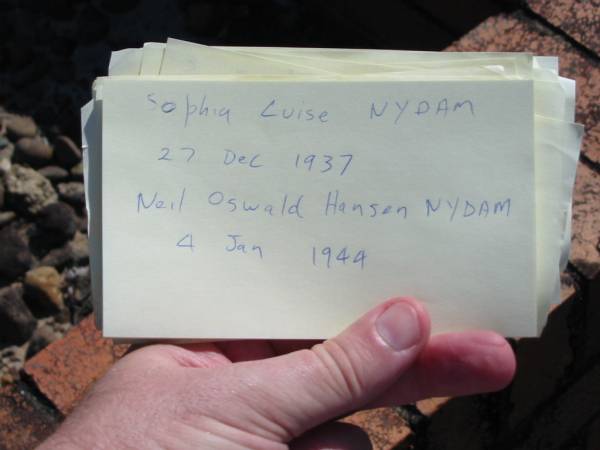 Sophia Luise NYDAM
27 Dec 1937
Neil Oswald Hansen NYDAM
4 Jan 1944